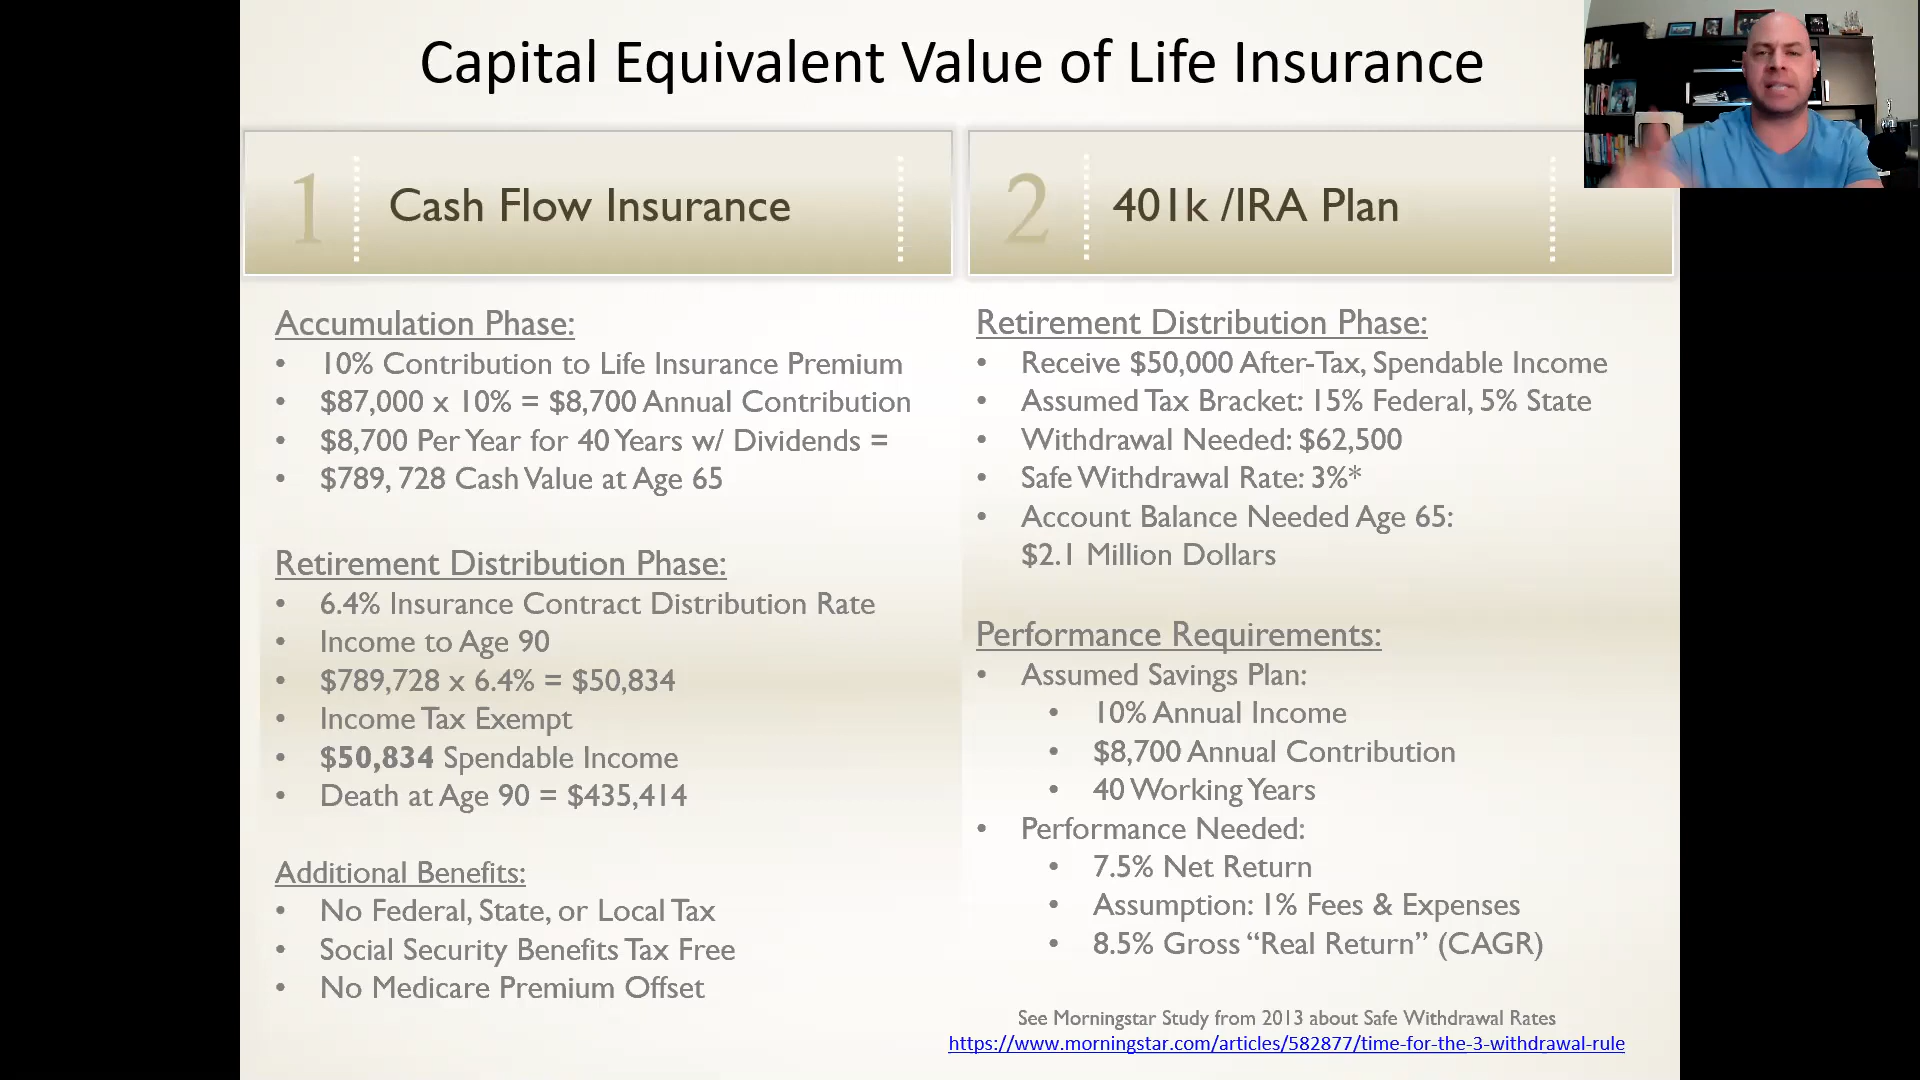 Capital Equivalent Value of Life Insurance
1 Cash Flow Insurance
Accumulation Phase:
• 10% Contribution to Life Insurance Premium
• $87,000 x 10% = $8,700 Annual Contribution
• $8,700 Per Year for 40 Years w/ Dividends =
• $789, 728 Cash Value at Age 65
Retirement Distribution Phase:
• 6.4% Insurance Contract Distribution Rate
• Income to Age 90
• $789,728 x 6.4% = $50,834
• Income Tax Exempt
• $50,834 Spendable Income
• Death at Age 90 = $435,414
Additional Benefits:
• No Federal, State, or Local Tax
• Social Security Benefits Tax Free
• No Medicare Premium Offset
2 401k /IRA Plan
Retirement Distribution Phase:
• Receive $50,000 After-Tax, Spendable Income
• Assumed Tax Bracket: 15% Federal, 5% State
• Withdrawal Needed: $62,500
• Safe Withdrawal Rate: 3%*
• Account Balance Needed Age 65:
$2.1 Million Dollars
Performance Requirements:
• Assumed Savings Plan:
• 10% Annual Income
• $8,700 Annual Contribution
• 40 Working Years
• Performance Needed:
• 7.5% Net Return
• Assumption: 1% Fees & Expenses
• 8.5% Gross “Real Return” (CAGR)
See Morningstar Study from 2013 about Safe Withdrawal Rates
https://www.morningstar.com/articles/582877/time-for-the-3-withdrawal-rule